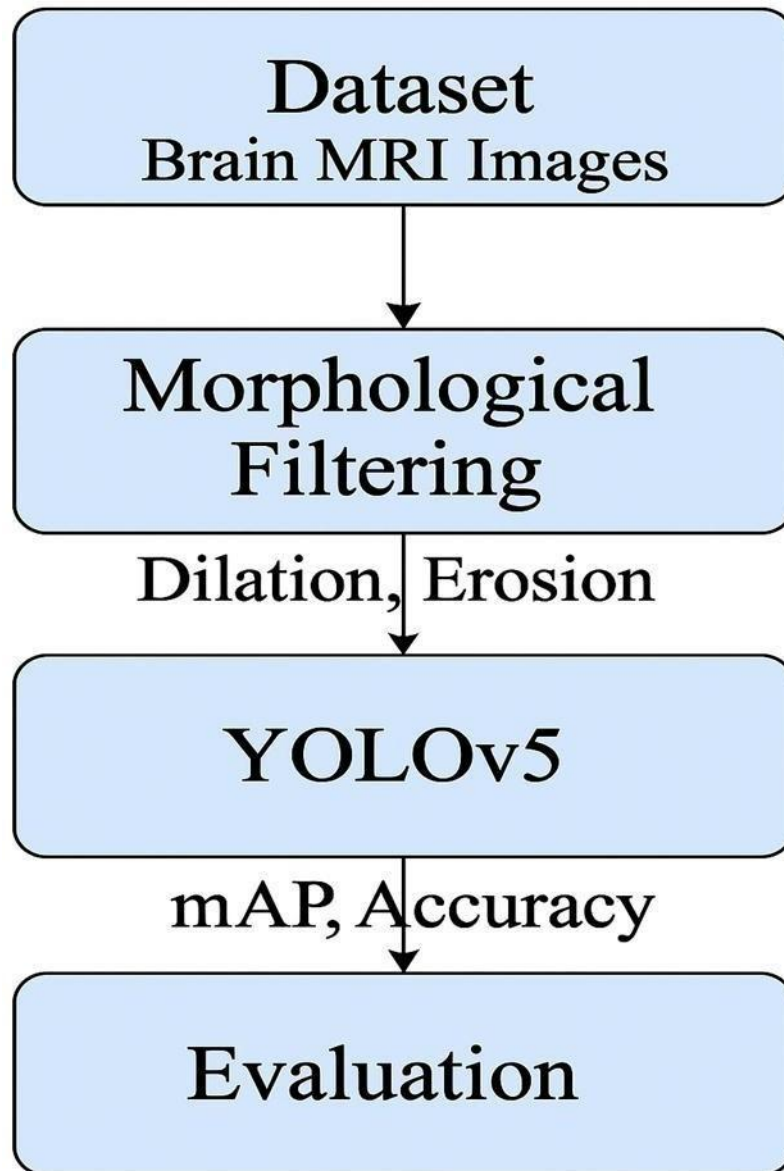 Dataset
Brain MRI Images
Morphological
Filtering
Dilation, Erosion
YOLOv5
mAP, Accuracy
Evaluation